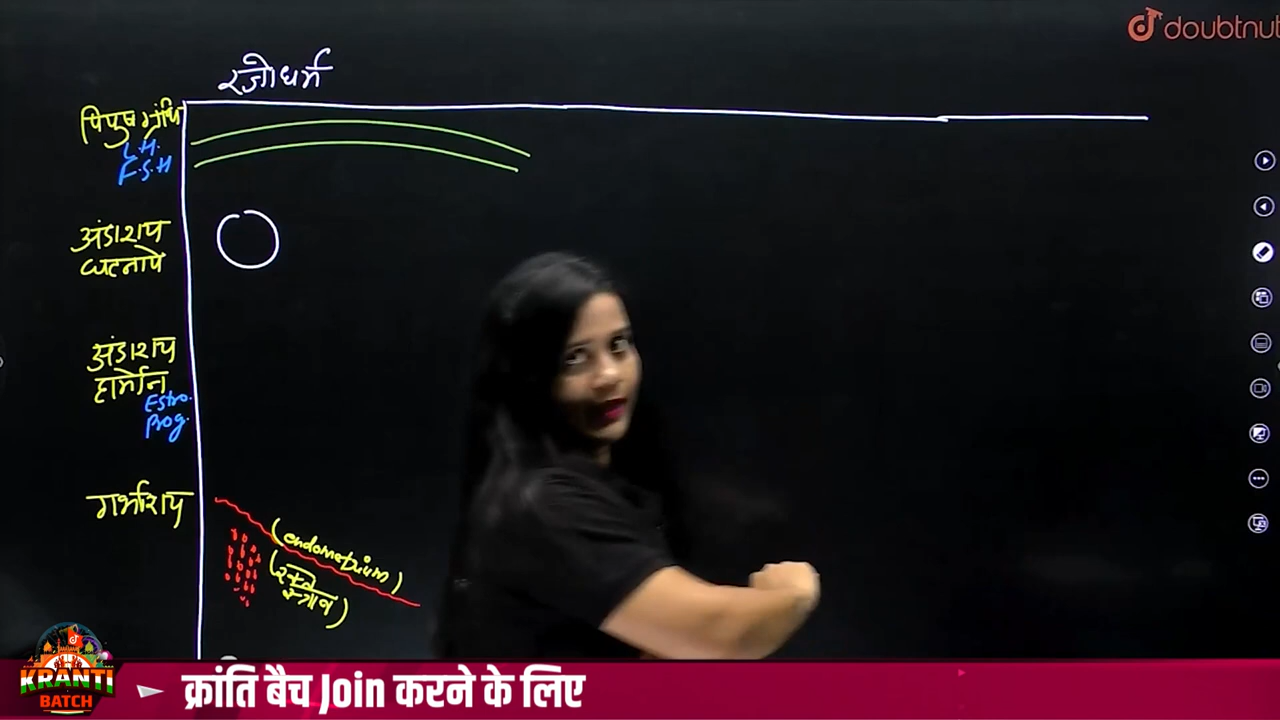 doubtnut
रजोधर्म
पियुष ग्रंथि
L.H.
F.S.H
अंडाशय
घटनाये
अंडाशय
हार्मोन
Estro.
Prog.
गर्भाशय
(endometrium)
(रक्त
स्त्राव)
KRANTI
BATCH
क्रांति बैच Join करने के लिए